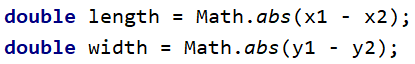 double length = Math.abs(x1 - x2);
double width = Math.abs(y1 - y2);